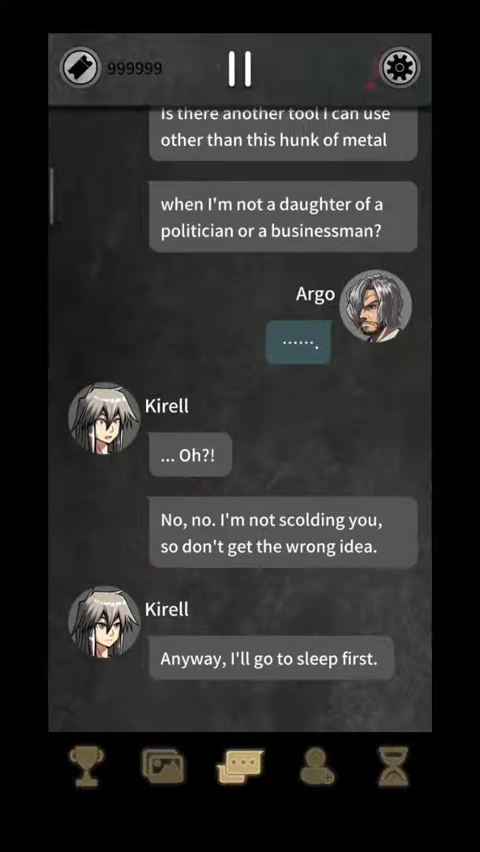 999999
Is there another tool I can use
other than this hunk of metal
when I'm not a daughter of a
politician or a businessman?
Argo
.......
Kirell
... Oh?!
No, no. I'm not scolding you,
so don't get the wrong idea.
Kirell
Anyway, I'll go to sleep first.